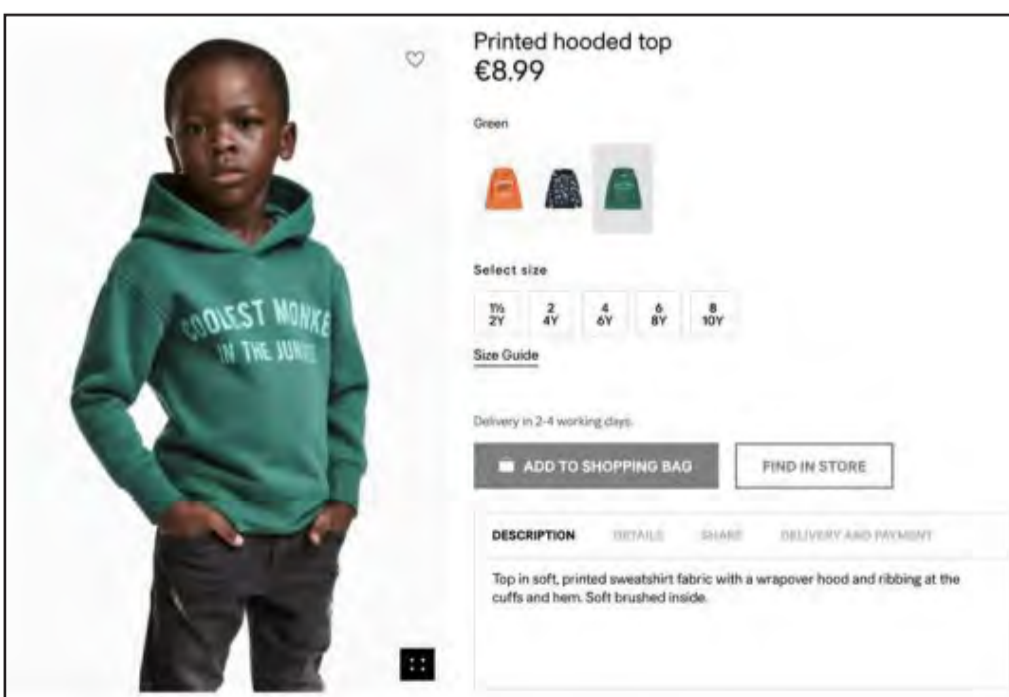 Printed hooded top
€8.99
Green
COOLEST MONKE
IN THE JUN
Select size
1½ 2 4 6 8
2Y 4Y 6Y 8Y 10Y
Size Guide
Delivery in 2-4 working days.
ADD TO SHOPPING BAG FIND IN STORE
DESCRIPTION DETAILS SHARE DELIVERY AND PAYMENT
Top in soft, printed sweatshirt fabric with a wrapover hood and ribbing at the
cuffs and hem. Soft brushed inside.